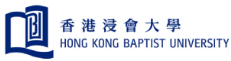 香港浸會大學
HONG KONG BAPTIST UNIVERSITY